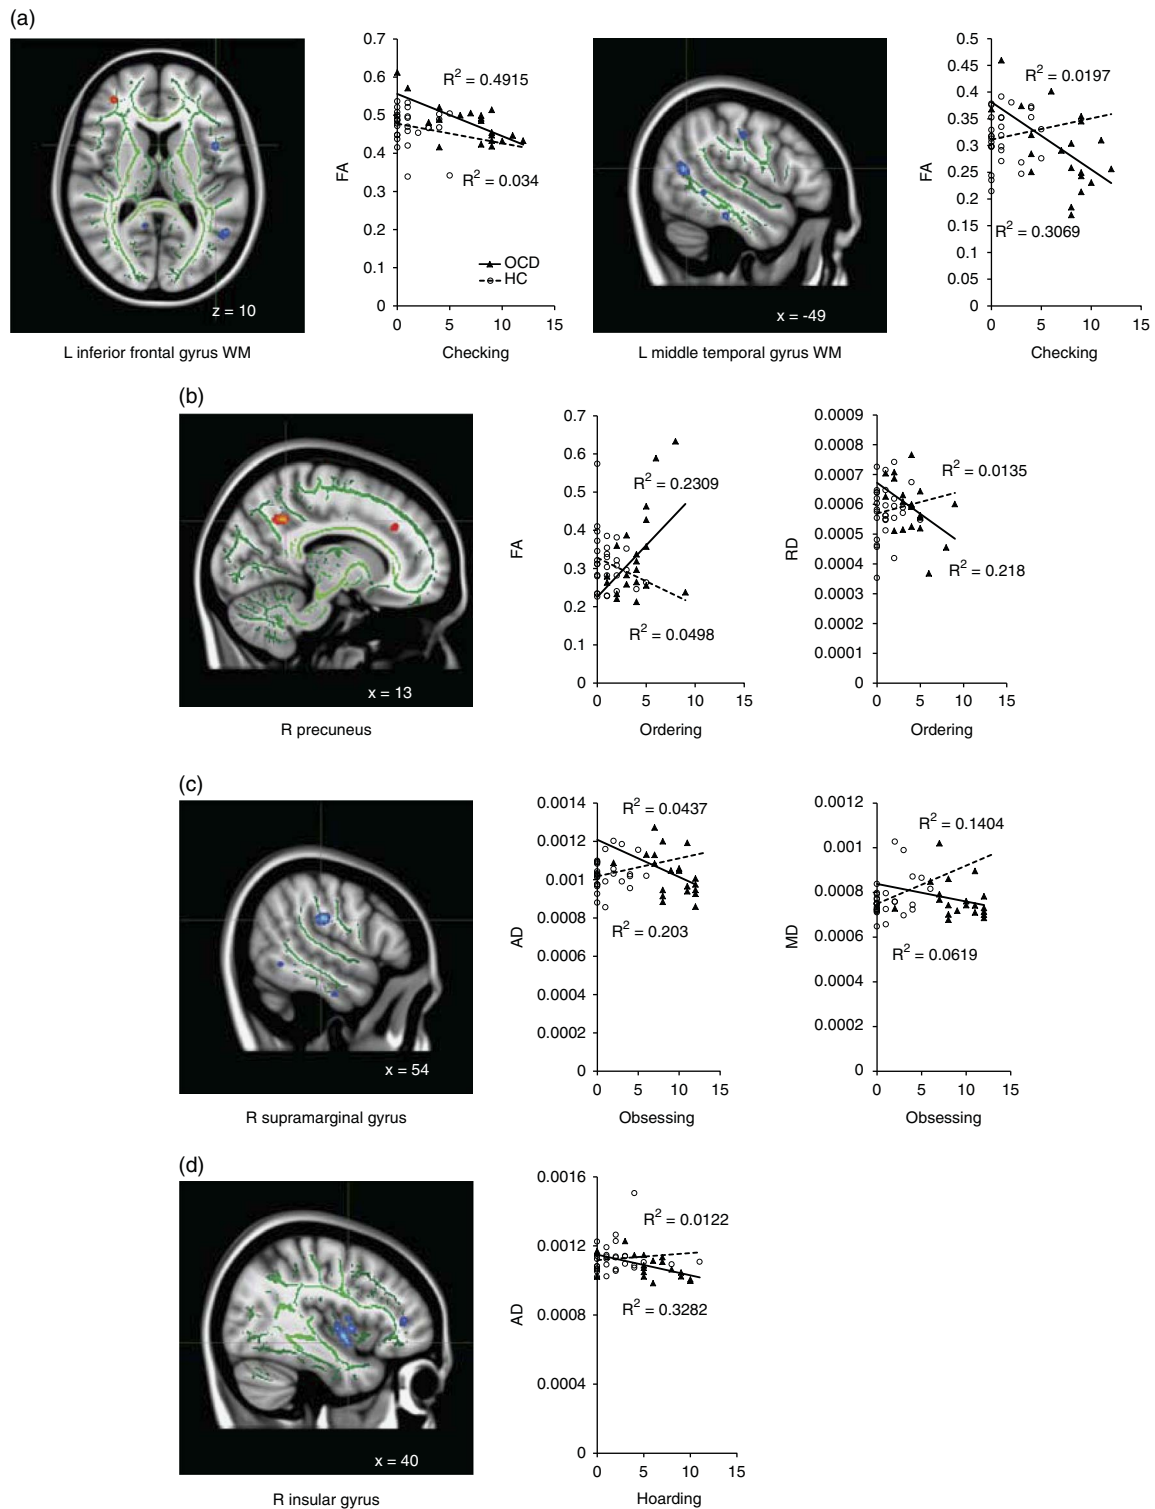 (a)
0.7
0.6
0.5
0.4
0.3
0.2
0.1
0
FA
R2 = 0.4915
R2 = 0.034
OCD
HC
0 5 10 15
Checking
z = 10
L inferior frontal gyrus WM
x = -49
L middle temporal gyrus WM
0.5
0.45
0.4
0.35
0.3
0.25
0.2
0.15
0.1
0.05
0
FA
R2 = 0.0197
R2 = 0.3069
0 5 10 15
Checking
(b)
x = 13
R precuneus
0.7
0.6
0.5
0.4
0.3
0.2
0.1
0
FA
R2 = 0.2309
R2 = 0.0498
0 5 10 15
Ordering
0.0009
0.0008
0.0007
0.0006
0.0005
0.0004
0.0003
0.0002
0.0001
0
RD
R2 = 0.0135
R2 = 0.218
0 5 10 15
Ordering
(c)
x = 54
R supramarginal gyrus
0.0014
0.0012
0.001
0.0008
0.0006
0.0004
0.0002
0
AD
R2 = 0.0437
R2 = 0.203
0 5 10 15
Obsessing
0.0012
0.001
0.0008
0.0006
0.0004
0.0002
0
MD
R2 = 0.1404
R2 = 0.0619
0 5 10 15
Obsessing
(d)
x = 40
R insular gyrus
0.0016
0.0012
0.0008
0.0004
0
AD
R2 = 0.0122
R2 = 0.3282
0 5 10 15
Hoarding